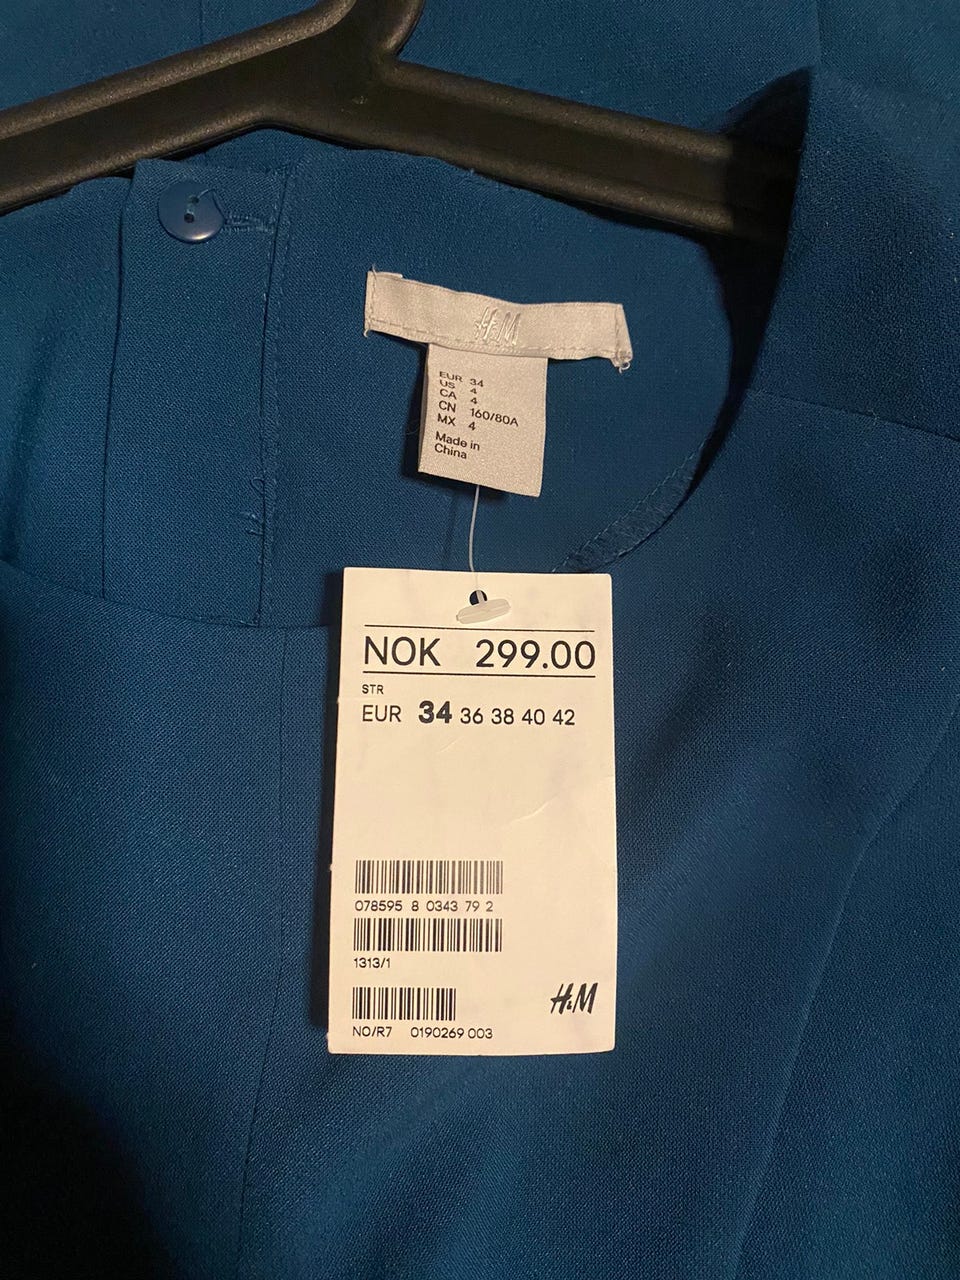 H&M
EUR 34
US 4
CA 4
CN 160/80A
MX 4
Made in
China
NOK 299.00
STR
EUR 34 36 38 40 42
078595 8 0343 79 2
1313/1
H&M
NO/R7 0190269 003